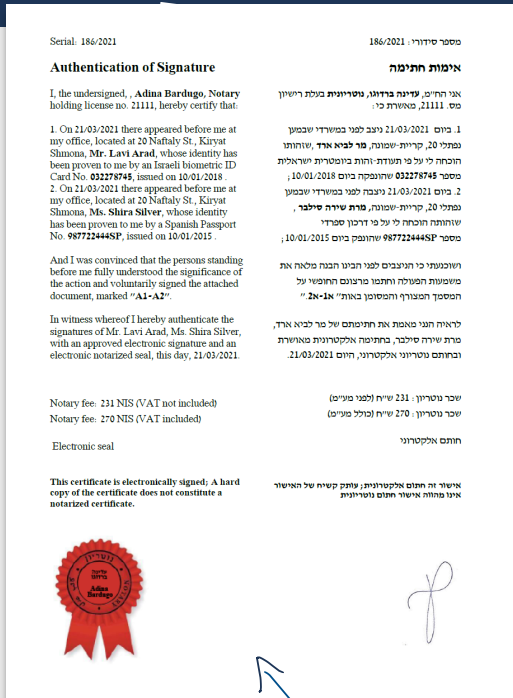 Serial: 186/2021
Authentication of Signature
I, the undersigned, , Adina Bardugo, Notary
holding license no. 21111, hereby certify that:
1. On 21/03/2021 there appeared before me at
my office, located at 20 Naftaly St., Kiryat
Shmona, Mr. Lavi Arad, whose identity has
been proven to me by an Israeli biometric ID
Card No. 032278745, issued on 10/01/2018 .
2. On 21/03/2021 there appeared before me at
my office, located at 20 Naftaly St., Kiryat
Shmona, Ms. Shira Silver, whose identity
has been proven to me by a Spanish Passport
No. 987722444SP, issued on 10/01/2015 .
And I was convinced that the persons standing
before me fully understood the significance of
the action and voluntarily signed the attached
document, marked "A1-A2".
In witness whereof I hereby authenticate the
signatures of Mr. Lavi Arad, Ms. Shira Silver,
with an approved electronic signature and an
electronic notarized seal, this day, 21/03/2021.
Notary fee: 231 NIS (VAT not included)
Notary fee: 270 NIS (VAT included)
Electronic seal
This certificate is electronically signed; A hard
copy of the certificate does not constitute a
notarized certificate.
מספר סידורי : 186/2021
אימות חתימה
אני הח"מ, עדינה ברדוגו, נוטריונית בעלת רישיון
מס. 21111, מאשרת כי:
1. ביום 21/03/2021 ניצב לפני במשרדי שבמען
נפתלי 20, קריית-שמונה, מר לביא ארד ,שזהותו
הוכחה לי על פי תעודת-זהות ביומטרית ישראלית
מספר 032278745 שהונפקה ביום 10/01/2018 ;
2. ביום 21/03/2021 ניצבה לפני במשרדי שבמען
נפתלי 20, קריית-שמונה, מרת שירה סילבר ,
שזהותה הוכחה לי על פי דרכון ספרדי
מספר 987722444SP שהונפק ביום 10/01/2015 ;
ושוכנעתי כי הניצבים לפני הבינו הבנה מלאה את
משמעות הפעולה וחתמו מרצונם החופשי על
המסמך המצורף והמסומן באות" א1-א2."
לראיה הנני מאמת את חתימתם של מר לביא ארד,
מרת שירה סילבר, בחתימה אלקטרונית מאושרת
ובחותם נוטריוני אלקטרוני, היום 21/03/2021.
שכר נוטריון : 231 ש"ח (לפני מע"מ)
שכר נוטריון : 270 ש"ח (כולל מע"מ)
חותם אלקטרוני
אישור זה חתום אלקטרונית; עותק קשיח של האישור
אינו מהווה אישור חתום נוטריונית
נוטריון
עדינה
ברדוגו
Adina
Bardugo
NOTARY